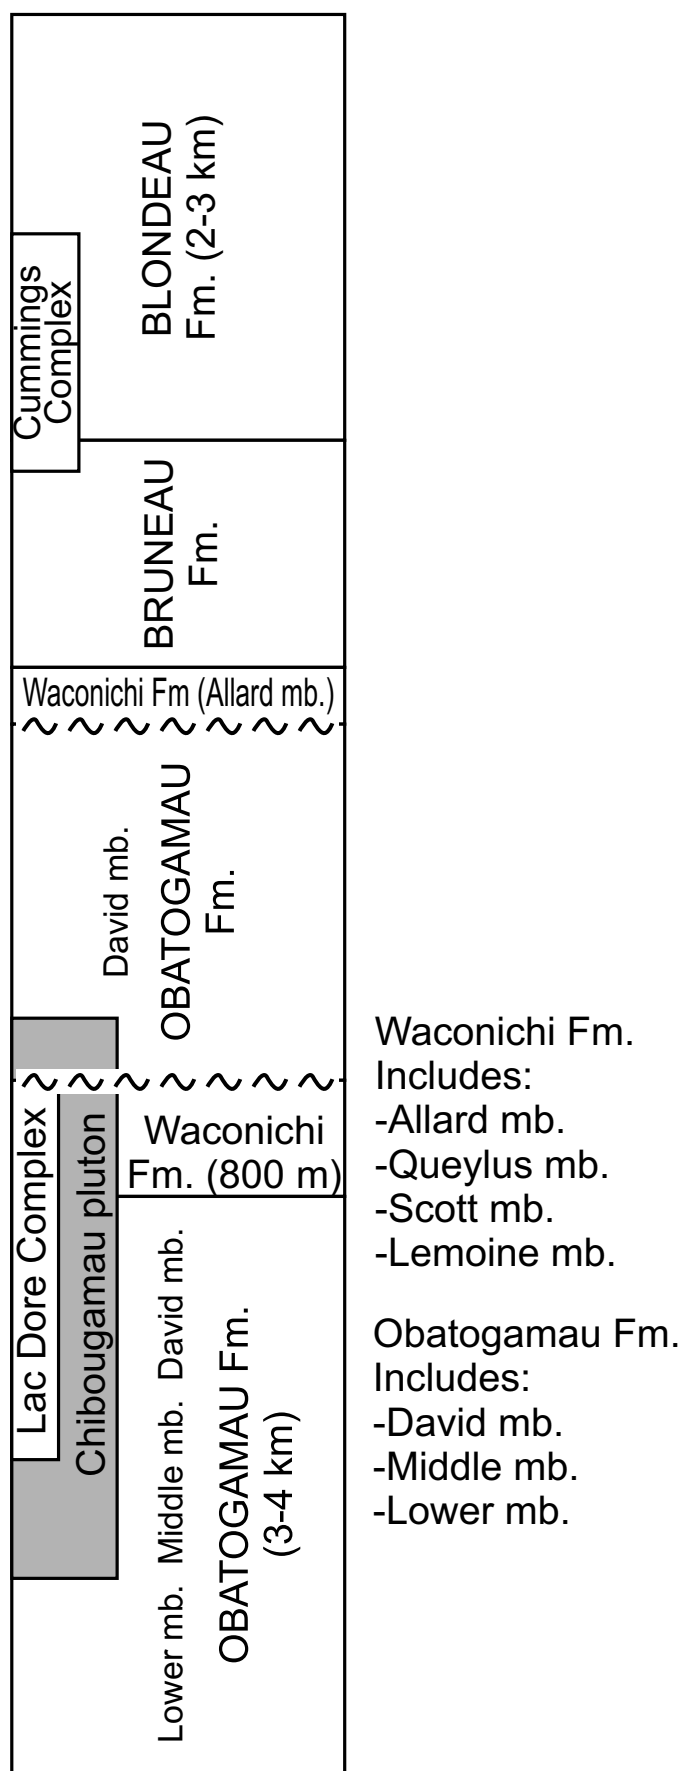 BLONDEAU
Fm. (2-3 km)
Cummings
Complex
BRUNEAU
Fm.
Waconichi Fm (Allard mb.)
David mb.
OBATOGAMAU
Fm.
Lac Dore Complex
Chibougamau pluton
Waconichi
Fm. (800 m)
Lower mb. Middle mb. David mb.
OBATOGAMAU Fm.
(3-4 km)
Waconichi Fm.
Includes:
-Allard mb.
-Queylus mb.
-Scott mb.
-Lemoine mb.
Obatogamau Fm.
Includes:
-David mb.
-Middle mb.
-Lower mb.